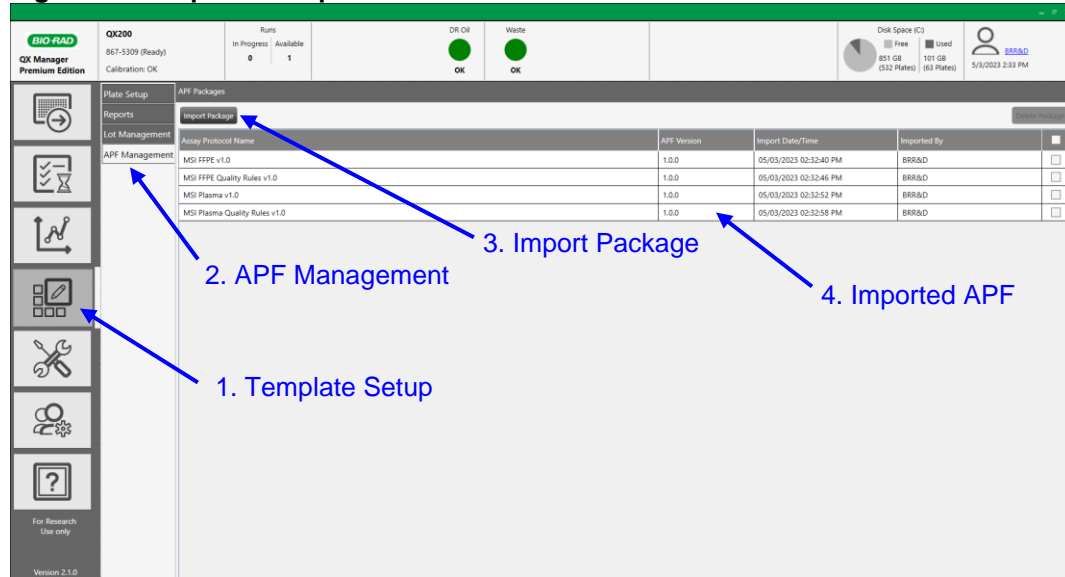 BIO-RAD
QX Manager
Premium Edition
QX200
867-5309 (Ready)
Calibration: OK
Runs
In Progress Available
0 1
DR Oil
OK
Waste
OK
Disk Space (C:)
Free Used
851 GB 101 GB
(532 Plates) (63 Plates)
BRR&D
5/3/2023 2:33 PM
Plate Setup
Reports
Lot Management
APF Management
APF Packages
Import Package
Delete Package
Assay Protocol Name APF Version Import Date/Time Imported By
MSI FFPE v1.0 1.0.0 05/03/2023 02:32:40 PM BRR&D
MSI FFPE Quality Rules v1.0 1.0.0 05/03/2023 02:32:46 PM BRR&D
MSI Plasma v1.0 1.0.0 05/03/2023 02:32:52 PM BRR&D
MSI Plasma Quality Rules v1.0 1.0.0 05/03/2023 02:32:58 PM BRR&D
3. Import Package
2. APF Management
4. Imported APF
1. Template Setup
?
For Research
Use only
Version 2.1.0